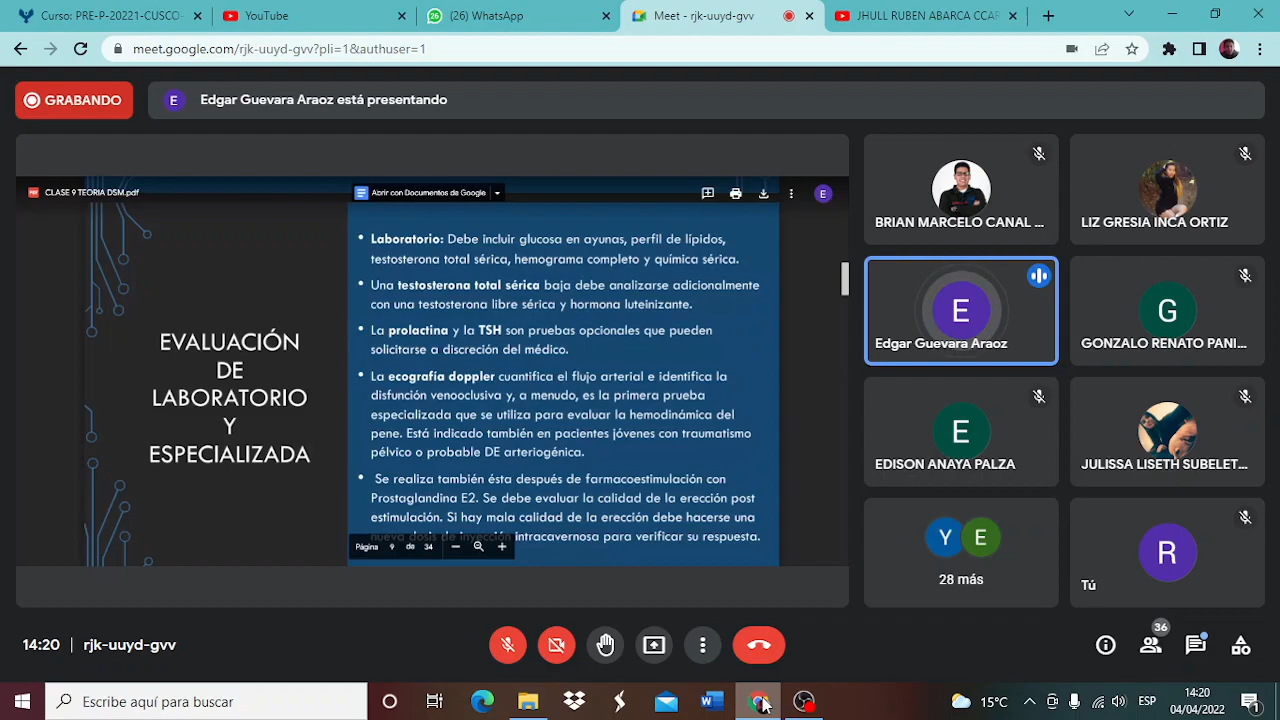 Curso: PRE-P-20221-CUSCO-
YouTube
(26) WhatsApp
Meet - rjk-uuyd-gvv
JHULL RUBEN ABARCA CCAR
meet.google.com/rjk-uuyd-gvv?pli=1&authuser=1
GRABANDO
E
Edgar Guevara Araoz está presentando
CLASE 9 TEORIA DSM.pdf
Abrir con Documentos de Google
E
EVALUACIÓN
DE
LABORATORIO
Y
ESPECIALIZADA
• Laboratorio: Debe incluir glucosa en ayunas, perfil de lípidos,
testosterona total sérica, hemograma completo y química sérica.
• Una testosterona total sérica baja debe analizarse adicionalmente
con una testosterona libre sérica y hormona luteinizante.
• La prolactina y la TSH son pruebas opcionales que pueden
solicitarse a discreción del médico.
• La ecografía doppler cuantifica el flujo arterial e identifica la
disfunción venooclusiva y, a menudo, es la primera prueba
especializada que se utiliza para evaluar la hemodinámica del
pene. Está indicado también en pacientes jóvenes con traumatismo
pélvico o probable DE arteriogénica.
• Se realiza también ésta después de farmacoestimulación con
Prostaglandina E2. Se debe evaluar la calidad de la erección post
estimulación. Si hay mala calidad de la erección debe hacerse una
nueva dosis de inyección intracavernosa para verificar su respuesta.
Página 9 de 34
BRIAN MARCELO CANAL ...
LIZ GRESIA INCA ORTIZ
E
Edgar Guevara Araoz
G
GONZALO RENATO PANI...
E
EDISON ANAYA PALZA
JULISSA LISETH SUBELET...
Y E
28 más
R
Tú
14:20 | rjk-uuyd-gvv
36
Escribe aquí para buscar
15°C
ESP
14:20
04/04/2022